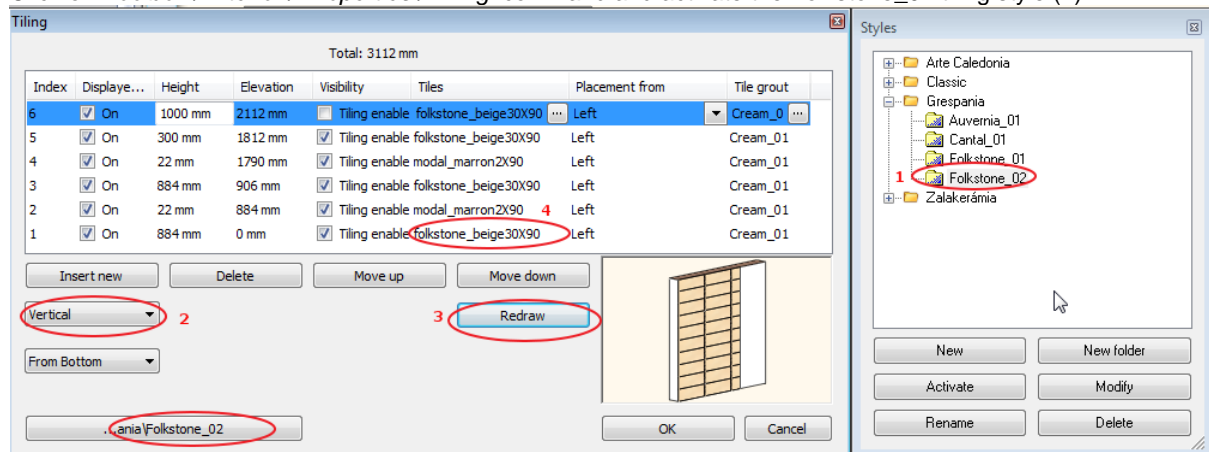 Tiling
Total: 3112 mm
Index Displaye... Height Elevation Visibility Tiles Placement from Tile grout
6 On 1000 mm 2112 mm Tiling enable folkstone_beige30X90 ... Left Cream_0 ...
5 On 300 mm 1812 mm Tiling enable folkstone_beige30X90 Left Cream_01
4 On 22 mm 1790 mm Tiling enable modal_marron2X90 Left Cream_01
3 On 884 mm 906 mm Tiling enable folkstone_beige30X90 Left Cream_01
2 On 22 mm 884 mm Tiling enable modal_marron2X90 4 Left Cream_01
1 On 884 mm 0 mm Tiling enable folkstone_beige30X90 Left Cream_01
Insert new Delete Move up Move down
Vertical 2 3 Redraw
From Bottom
...ania\Folkstone_02 OK Cancel
Styles
Arte Caledonia
Classic
Grespania
Auvernia_01
Cantal_01
Folkstone_01
1 Folkstone_02
Zalakerámia
New New folder
Activate Modify
Rename Delete